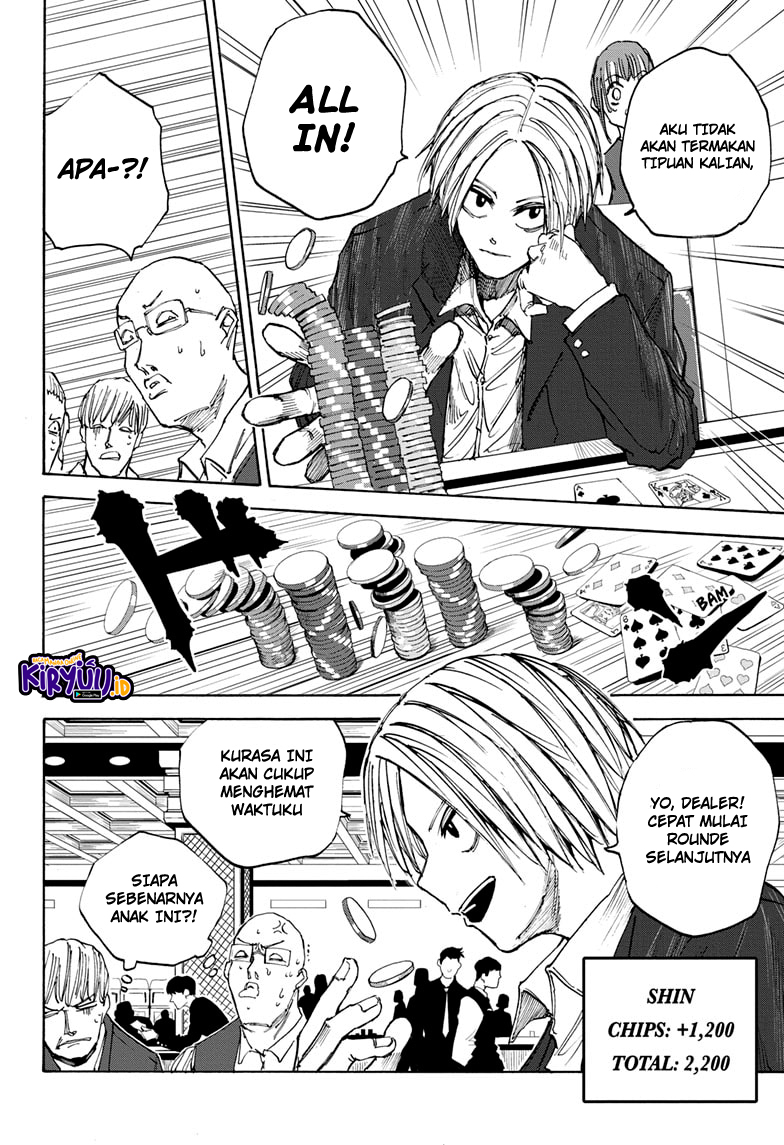 AKU TIDAK
AKAN TERMAKAN
TIPUAN KALIAN,
ALL
IN!
APA-?!
BAM
KIRYUU.id
YO, DEALER!
CEPAT MULAI
ROUNDE
SELANJUTNYA
KURASA INI
AKAN CUKUP
MENGHEMAT
WAKTUKU
SIAPA
SEBENARNYA
ANAK INI?!
SHIN
CHIPS: +1,200
TOTAL: 2,200